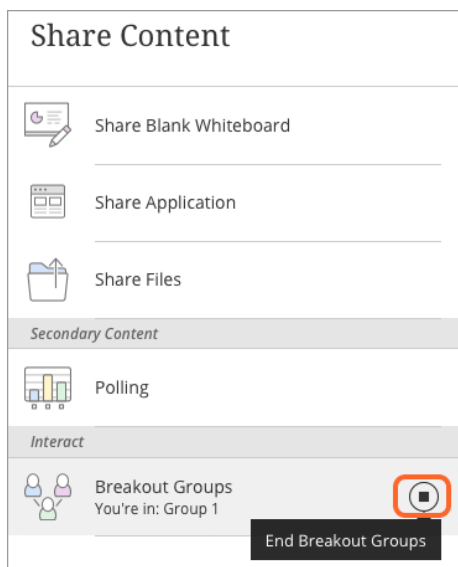 Share Content
Share Blank Whiteboard
Share Application
Share Files
Secondary Content
Polling
Interact
Breakout Groups
You're in: Group 1
End Breakout Groups